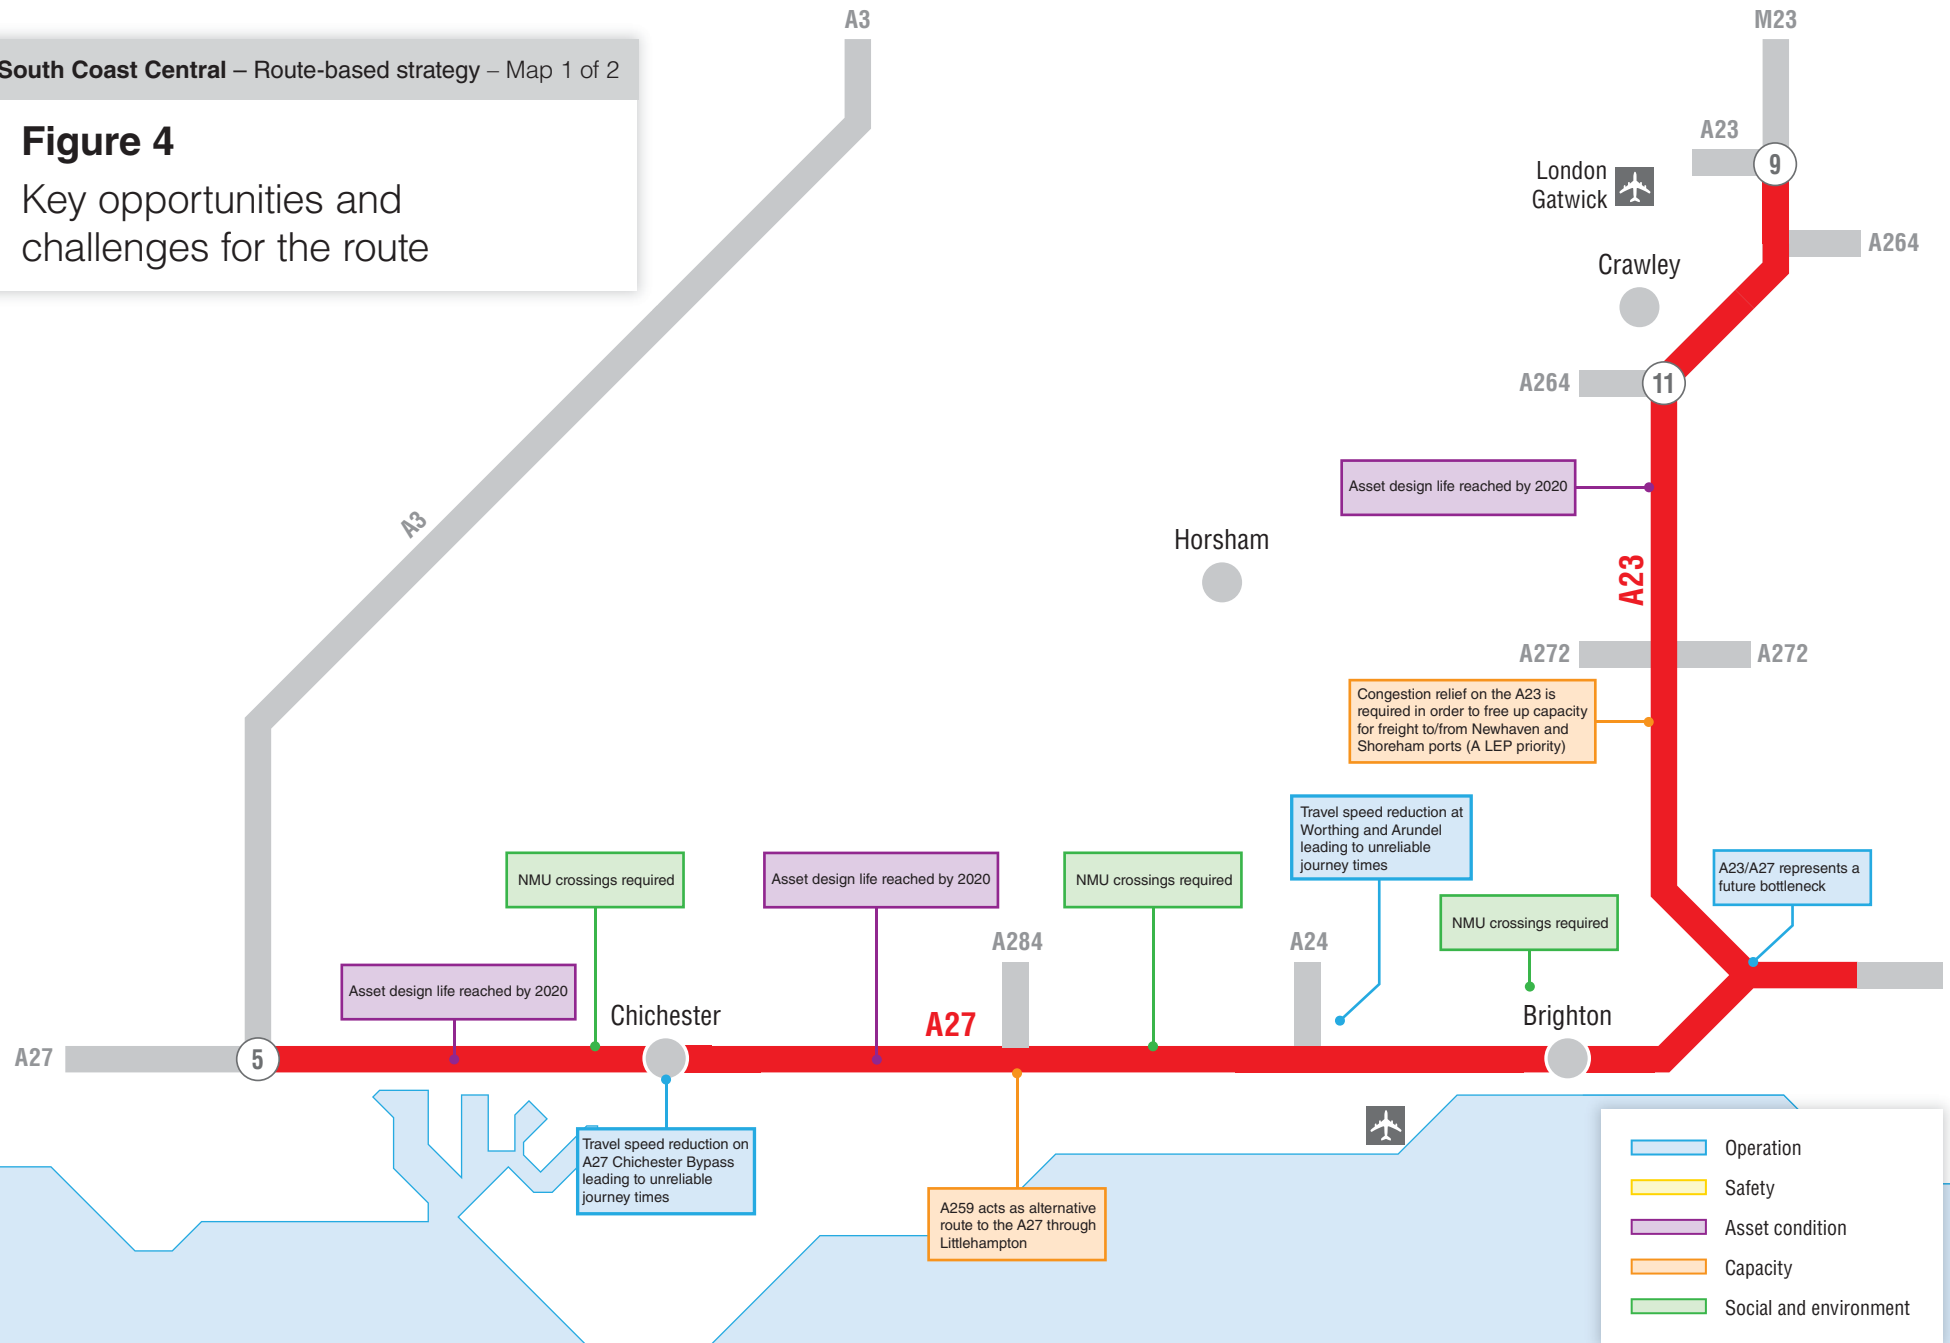 South Coast Central – Route-based strategy – Map 1 of 2
Figure 4
Key opportunities and
challenges for the route
A3
M23
A23
9
London
Gatwick
A264
Crawley
A264
11
Asset design life reached by 2020
A3
Horsham
A23
A272
A272
Congestion relief on the A23 is
required in order to free up capacity
for freight to/from Newhaven and
Shoreham ports (A LEP priority)
Travel speed reduction at
Worthing and Arundel
leading to unreliable
journey times
A23/A27 represents a
future bottleneck
NMU crossings required
Asset design life reached by 2020
NMU crossings required
NMU crossings required
A284
A24
Asset design life reached by 2020
Chichester
A27
Brighton
A27
5
Travel speed reduction on
A27 Chichester Bypass
leading to unreliable
journey times
A259 acts as alternative
route to the A27 through
Littlehampton
Operation
Safety
Asset condition
Capacity
Social and environment